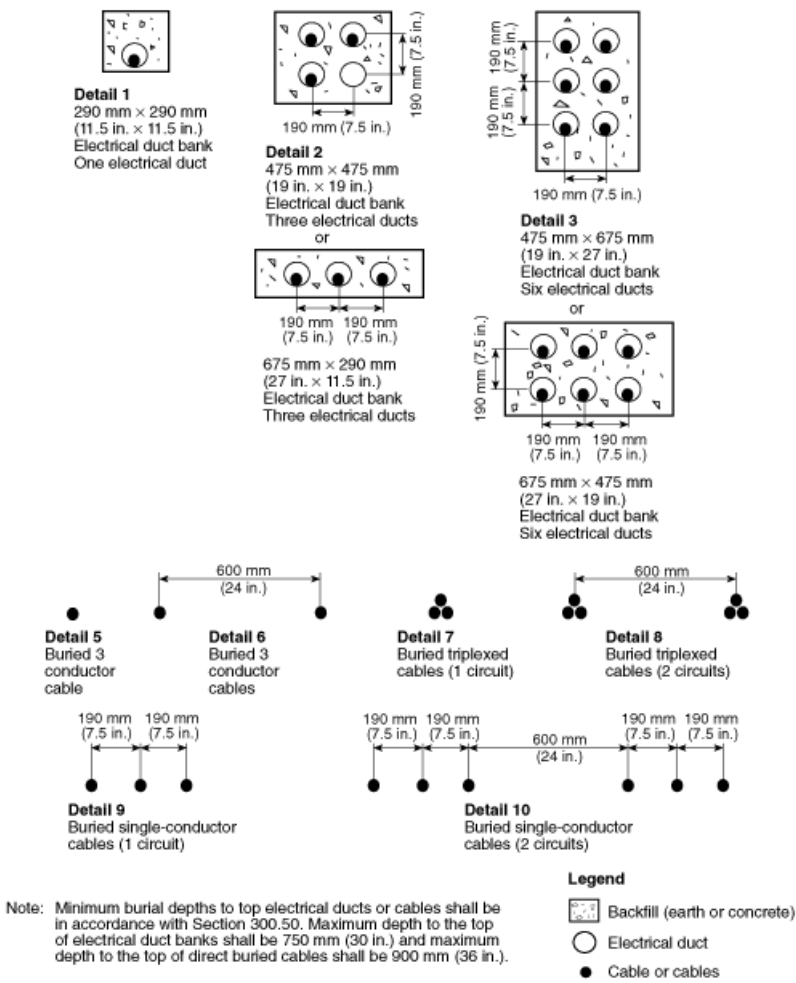 Detail 1
290 mm × 290 mm
(11.5 in. × 11.5 in.)
Electrical duct bank
One electrical duct
190 mm (7.5 in.)
190 mm (7.5 in.)
Detail 2
475 mm × 475 mm
(19 in. × 19 in.)
Electrical duct bank
Three electrical ducts
or
190 mm
(7.5 in.)
190 mm
(7.5 in.)
675 mm × 290 mm
(27 in. × 11.5 in.)
Electrical duct bank
Three electrical ducts
190 mm
(7.5 in.)
190 mm
(7.5 in.)
190 mm (7.5 in.)
Detail 3
475 mm × 675 mm
(19 in. × 27 in.)
Electrical duct bank
Six electrical ducts
or
190 mm (7.5 in.)
190 mm
(7.5 in.)
190 mm
(7.5 in.)
675 mm × 475 mm
(27 in. × 19 in.)
Electrical duct bank
Six electrical ducts
600 mm
(24 in.)
600 mm
(24 in.)
Detail 5
Buried 3
conductor
cable
Detail 6
Buried 3
conductor
cables
Detail 7
Buried triplexed
cables (1 circuit)
Detail 8
Buried triplexed
cables (2 circuits)
190 mm
(7.5 in.)
190 mm
(7.5 in.)
Detail 9
Buried single-conductor
cables (1 circuit)
190 mm
(7.5 in.)
190 mm
(7.5 in.)
600 mm
(24 in.)
190 mm
(7.5 in.)
190 mm
(7.5 in.)
Detail 10
Buried single-conductor
cables (2 circuits)
Note: Minimum burial depths to top electrical ducts or cables shall be
in accordance with Section 300.50. Maximum depth to the top
of electrical duct banks shall be 750 mm (30 in.) and maximum
depth to the top of direct buried cables shall be 900 mm (36 in.).
Legend
Backfill (earth or concrete)
Electrical duct
Cable or cables